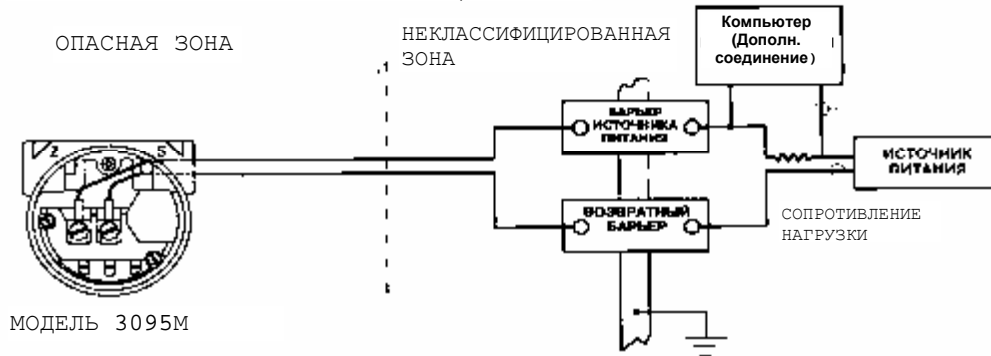 ОПАСНАЯ ЗОНА
НЕКЛАССИФИЦИРОВАННАЯ
ЗОНА
Компьютер
(Дополн.
соединение)
БАРЬЕР
ИСТОЧНИКА
ПИТАНИЯ
ИСТОЧНИК
ПИТАНИЯ
ВОЗВРАТНЫЙ
БАРЬЕР
СОПРОТИВЛЕНИЕ
НАГРУЗКИ
МОДЕЛЬ 3095М